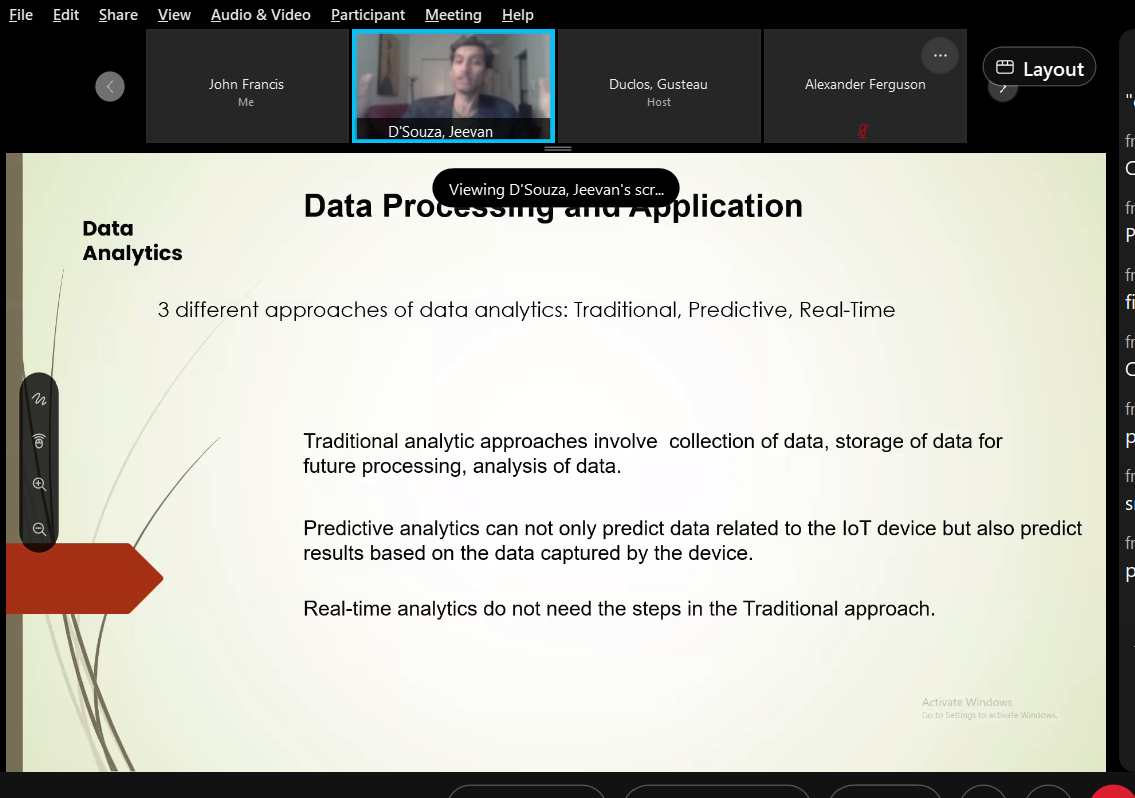 File Edit Share View Audio & Video Participant Meeting Help
John Francis
Me
D'Souza, Jeevan
Duclos, Gusteau
Host
Alexander Ferguson
Layout
Viewing D'Souza, Jeevan's scr...
Data Processing and Application
Data
Analytics
3 different approaches of data analytics: Traditional, Predictive, Real-Time
Traditional analytic approaches involve collection of data, storage of data for
future processing, analysis of data.
Predictive analytics can not only predict data related to the IoT device but also predict
results based on the data captured by the device.
Real-time analytics do not need the steps in the Traditional approach.
Activate Windows
Go to Settings to activate Windows.